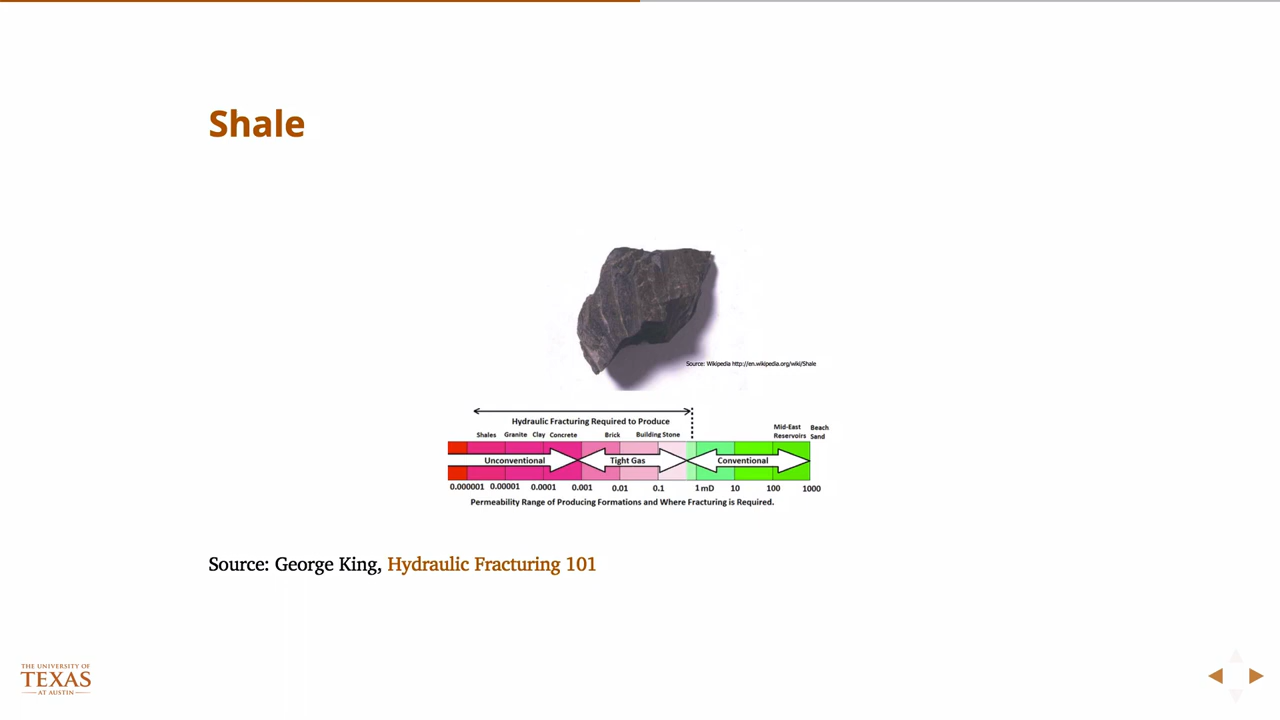 Shale
Source: Wikipedia http://en.wikipedia.org/wiki/Shale
Hydraulic Fracturing Required to Produce
Shales Granite Clay Concrete Brick Building Stone Mid-East Reservoirs Beach Sand
Unconventional Tight Gas Conventional
0.000001 0.00001 0.0001 0.001 0.01 0.1 1 mD 10 100 1000
Permeability Range of Producing Formations and Where Fracturing is Required.
Source: George King, Hydraulic Fracturing 101
THE UNIVERSITY OF
TEXAS
AT AUSTIN